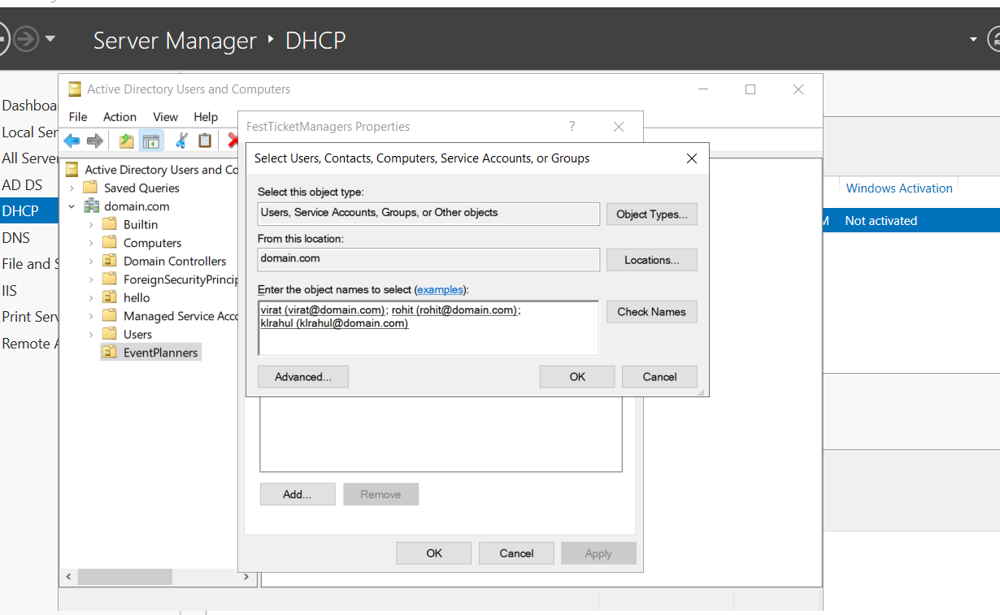 Server Manager ‣ DHCP
Active Directory Users and Computers
Dashboa
File Action View Help
FestTicketManagers Properties
?
Local Ser
All Server
Select Users, Contacts, Computers, Service Accounts, or Groups
Active Directory Users and Co
AD DS
Saved Queries
Select this object type:
Windows Activation
DHCP
domain.com
Users, Service Accounts, Groups, or Other objects
Object Types...
M Not activated
Builtin
DNS
Computers
From this location:
File and S
Domain Controllers
domain.com
Locations...
ForeignSecurityPrincip
IIS
hello
Enter the object names to select (examples):
Print Serv
Managed Service Acco
virat (virat@domain.com); rohit (rohit@domain.com);
Check Names
Users
klrahul (klrahul@domain.com)
Remote A
EventPlanners
Advanced...
OK
Cancel
Add...
Remove
OK
Cancel
Apply